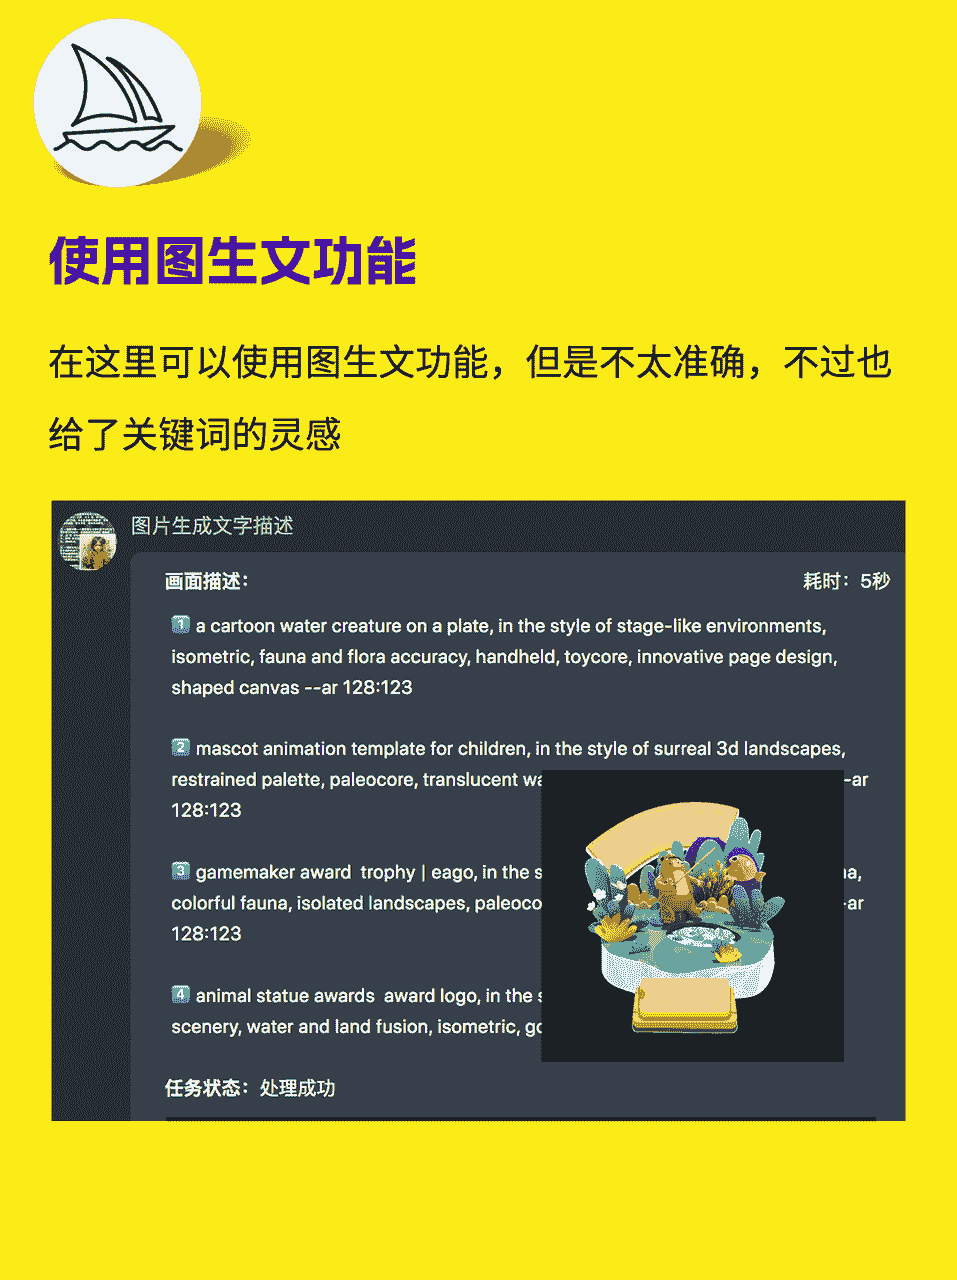 使用图生文功能
在这里可以使用图生文功能，但是不太准确，不过也
给了关键词的灵感
图片生成文字描述
画面描述： 耗时：5秒
1 a cartoon water creature on a plate, in the style of stage-like environments,
isometric, fauna and flora accuracy, handheld, toycore, innovative page design,
shaped canvas --ar 128:123
2 mascot animation template for children, in the style of surreal 3d landscapes,
restrained palette, paleocore, translucent -ar
128:123
3 gamemaker award trophy | eago, in the
colorful fauna, isolated landscapes, -ar
128:123
4 animal statue awards award logo, in the
scenery, water and land fusion, isometric,
任务状态：处理成功